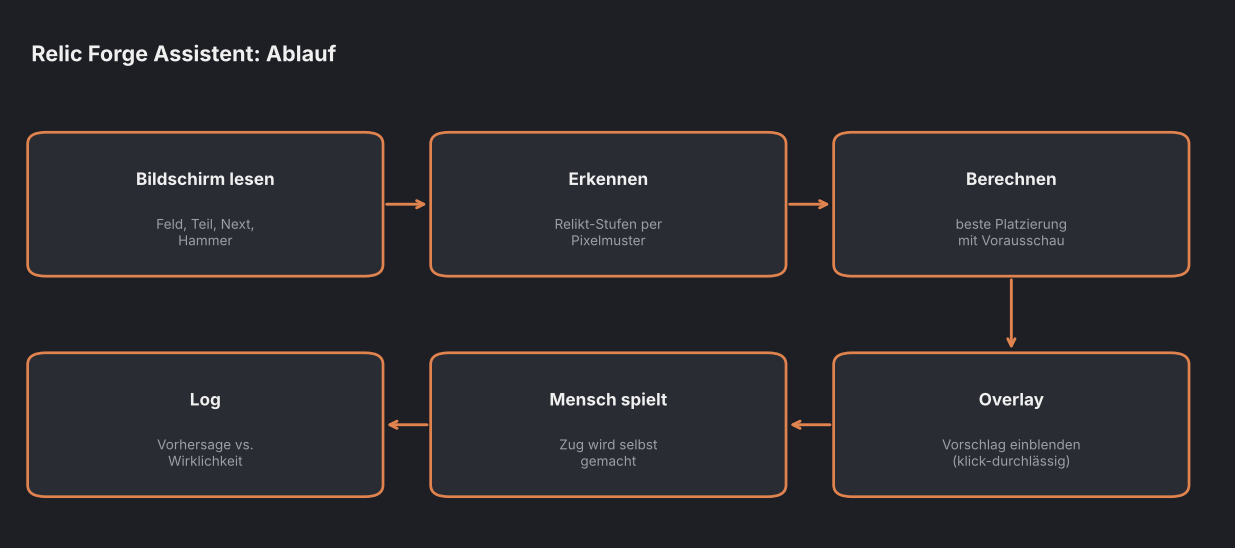 Relic Forge Assistent: Ablauf
Bildschirm lesen
Feld, Teil, Next,
Hammer
Erkennen
Relikt-Stufen per
Pixelmuster
Berechnen
beste Platzierung
mit Vorausschau
Log
Vorhersage vs.
Wirklichkeit
Mensch spielt
Zug wird selbst
gemacht
Overlay
Vorschlag einblenden
(klick-durchlässig)